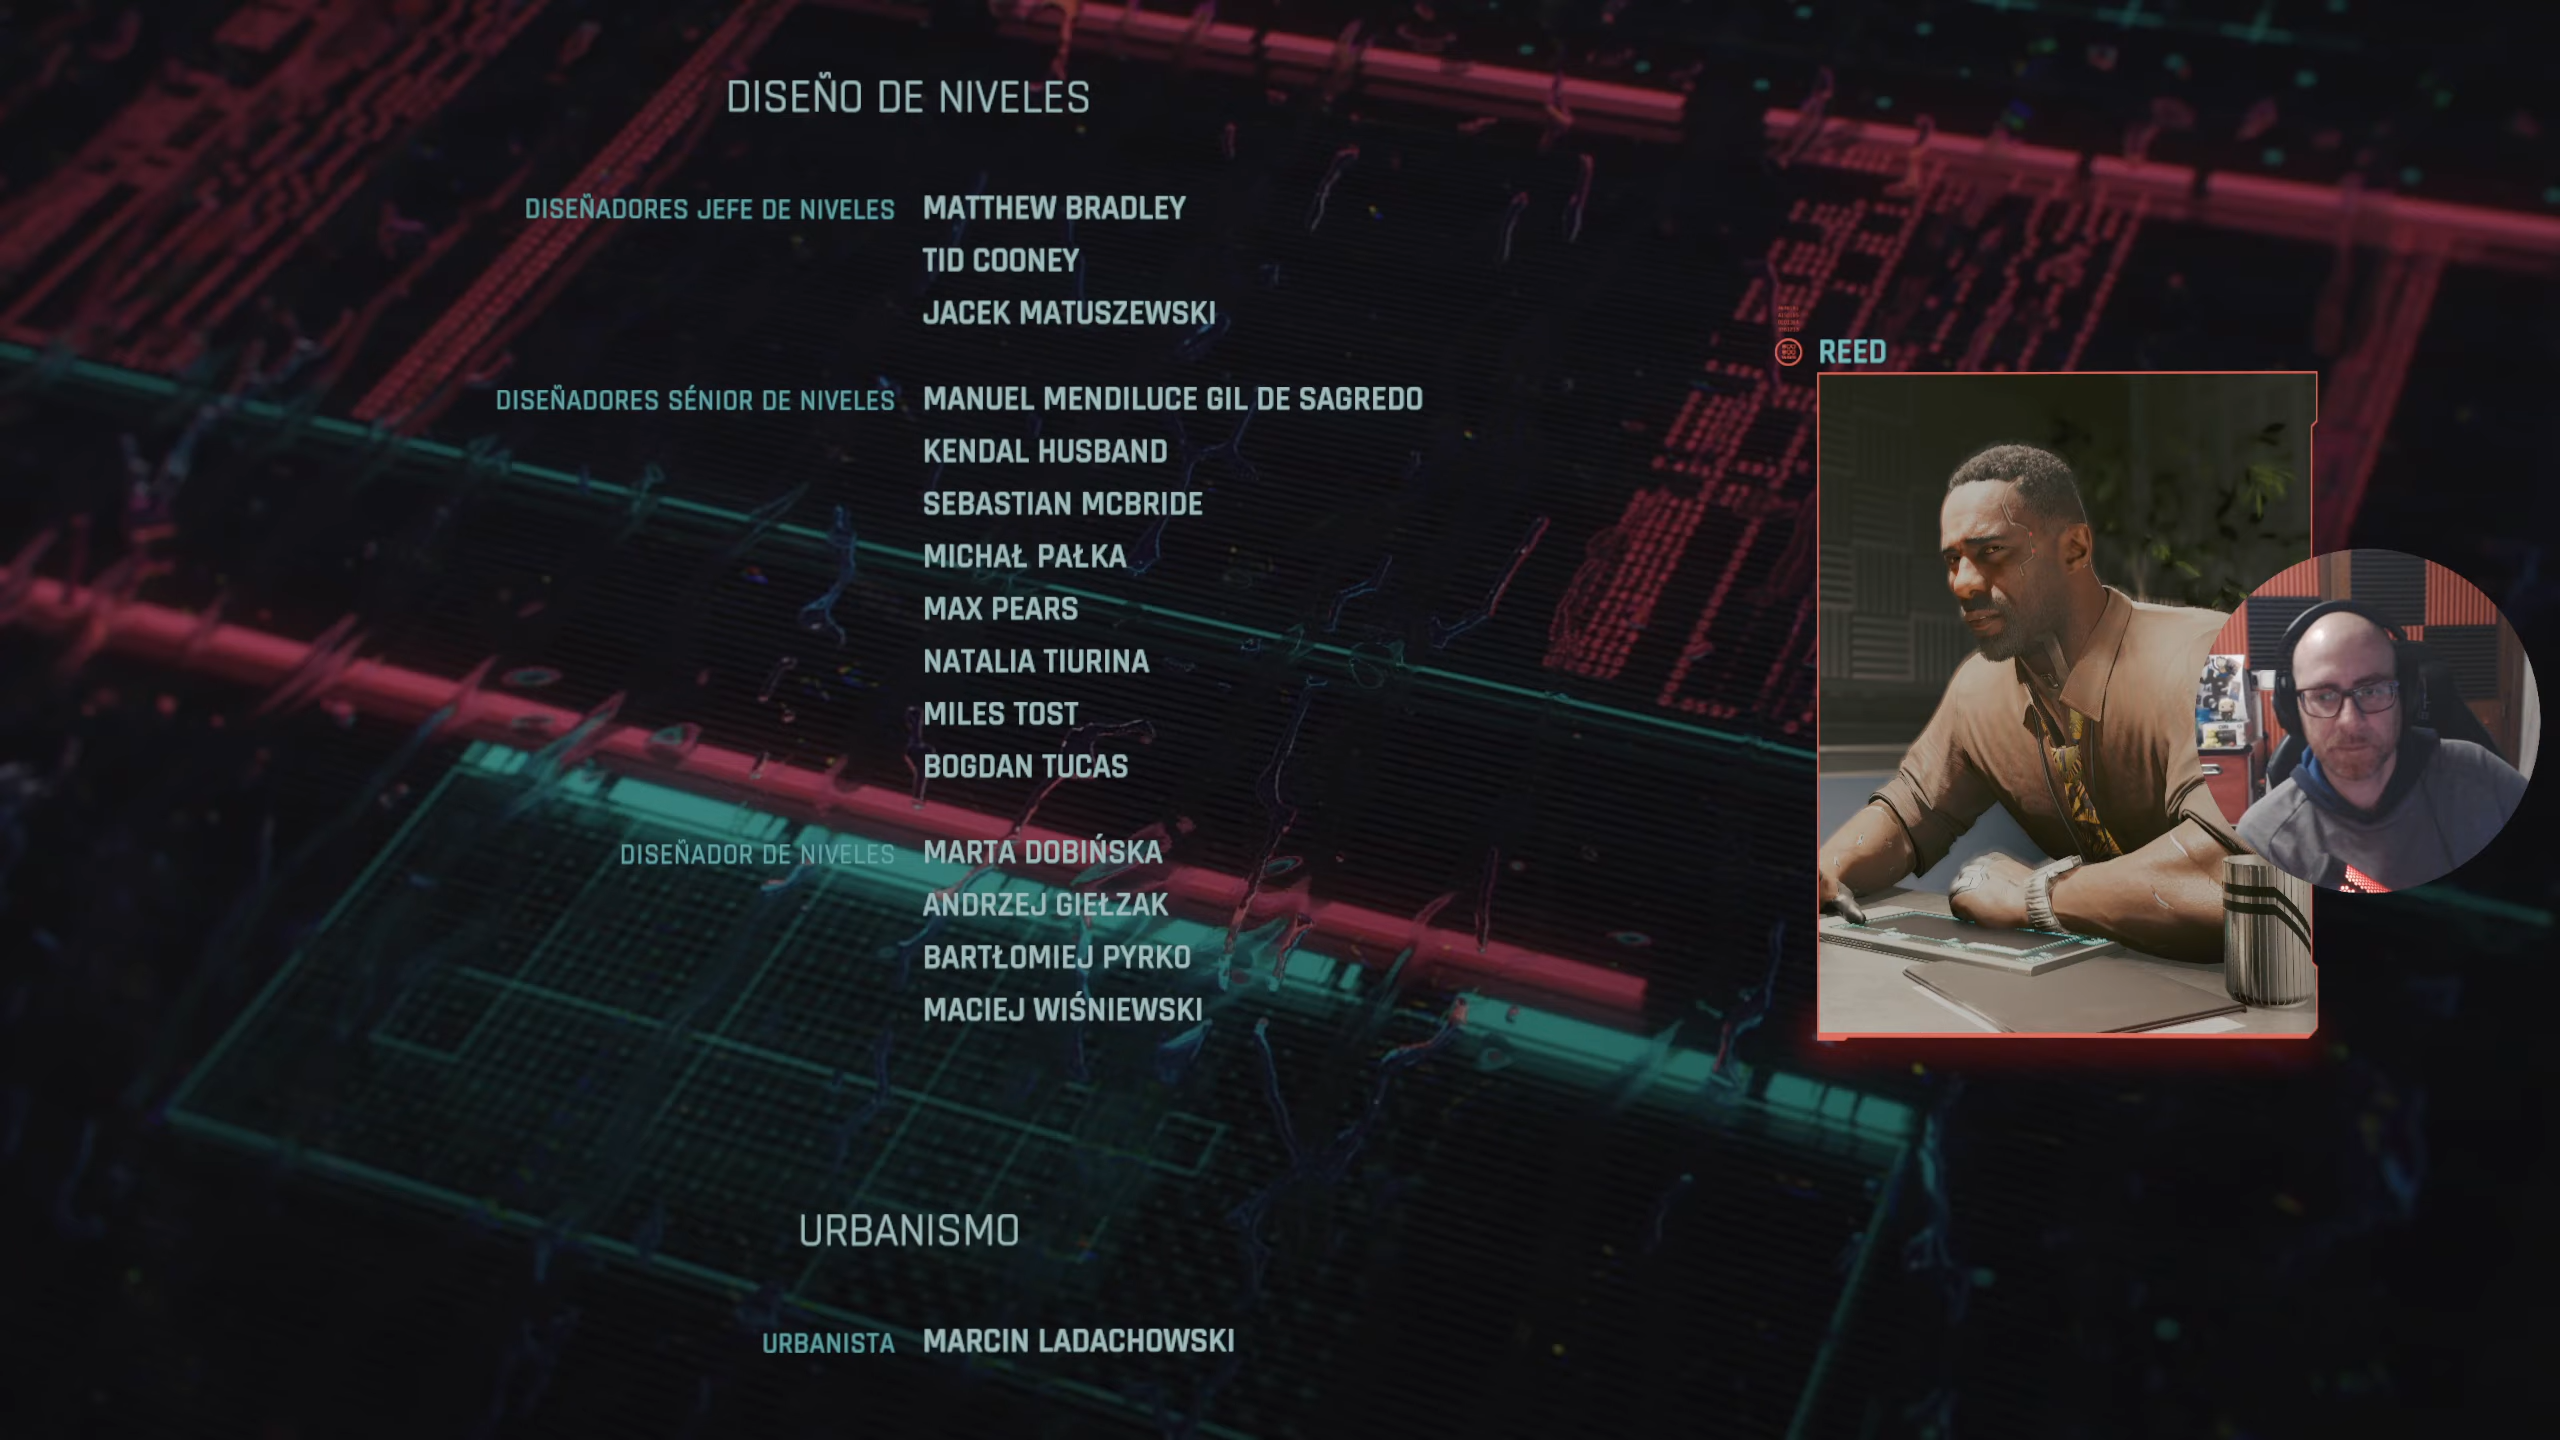 DISEÑO DE NIVELES
DISEÑADORES JEFE DE NIVELES MATTHEW BRADLEY
TID COONEY
JACEK MATUSZEWSKI
DISEÑADORES SÉNIOR DE NIVELES MANUEL MENDILUCE GIL DE SAGREDO
KENDAL HUSBAND
SEBASTIAN MCBRIDE
MICHAŁ PAŁKA
MAX PEARS
NATALIA TIURINA
MILES TOST
BOGDAN TUCAS
DISEÑADOR DE NIVELES MARTA DOBIŃSKA
ANDRZEJ GIEŁZAK
BARTŁOMIEJ PYRKO
MACIEJ WIŚNIEWSKI
URBANISMO
URBANISTA MARCIN LADACHOWSKI
REED